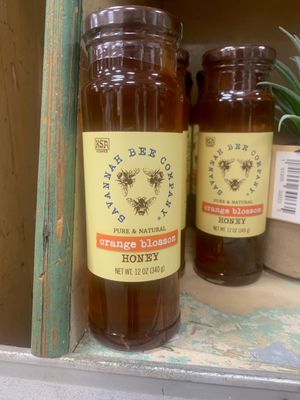 SAVANNAH BEE COMPANY
PURE & NATURAL
orange blossom
HONEY
NET WT. 12 OZ (340 g)
SAVANNAH BEE COMPANY
PURE & NATURAL
orange blossom
HONEY
NET WT. 12 OZ (340 g)